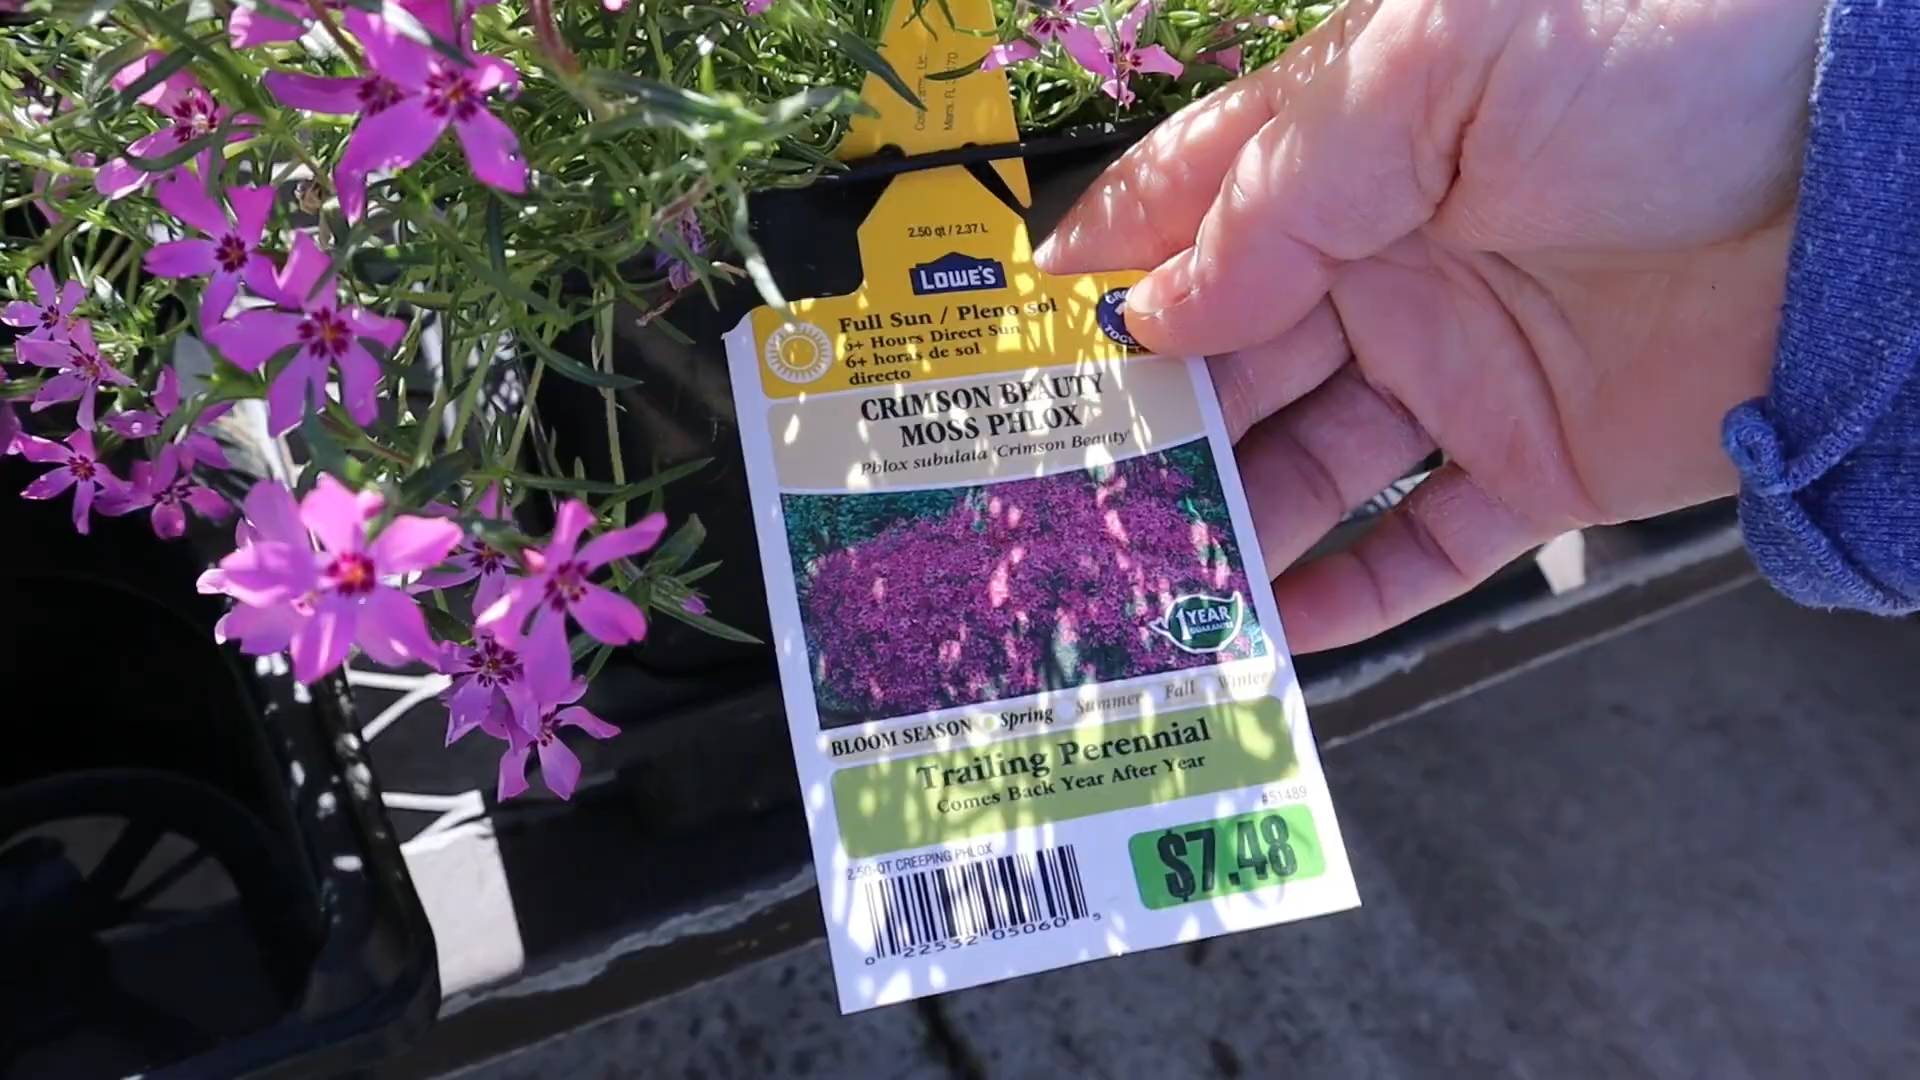 2.50 qt / 2.37 L
LOWE'S
Full Sun / Pleno sol
6+ Hours Direct Sun
6+ horas de sol
directo
CRIMSON BEAUTY
MOSS PHLOX
Phlox subulata 'Crimson Beauty'
1 YEAR
GUARANTEE
BLOOM SEASON Spring Summer Fall Winter
Trailing Perennial
Comes Back Year After Year
#51489
$7.48
2.50-QT CREEPING PHLOX
0 22532 05060 5